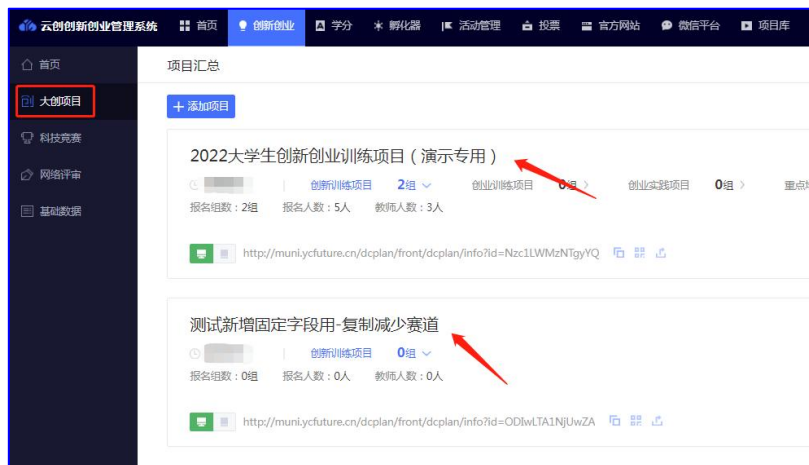 云创创新创业管理系统 首页 创新创业 学分 孵化器 活动管理 投票 官方网站 微信平台 项目库
首页
大创项目
科技竞赛
网络评审
基础数据
项目汇总
+ 添加项目
2022大学生创新创业训练项目（演示专用）
创新训练项目 2组 创业训练项目 0组 创业实践项目 0组 重点
报名组数：2组 报名人数：5人 教师人数：3人
http://muni.ycfuture.cn/dcplan/front/dcplan/info?id=Nzc1LWMzNTgyYQ
测试新增固定字段用-复制减少赛道
创新训练项目 0组
报名组数：0组 报名人数：0人 教师人数：0人
http://muni.ycfuture.cn/dcplan/front/dcplan/info?id=ODIwLTA1NjUwZA